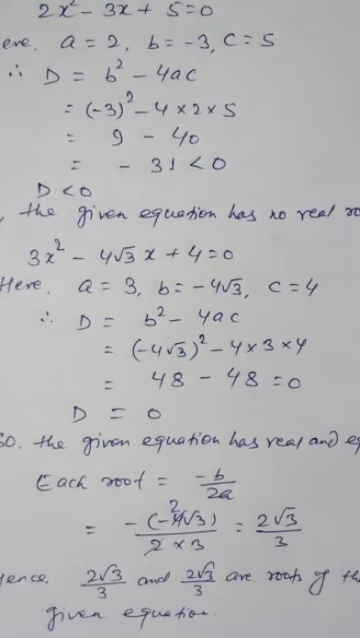 2x² - 3x + 5 = 0
ere, a = 2, b = -3, c = 5
∴ D = b² - 4ac
= (-3)² - 4 × 2 × 5
= 9 - 40
= - 31 < 0
D < 0
, the given equation has no real ro
3x² - 4√3 x + 4 = 0
Here, a = 3, b = -4√3, c = 4
∴ D = b² - 4ac
= (-4√3)² - 4 × 3 × 4
= 48 - 48 = 0
D = 0
So, the given equation has real and eq
Each root = -b/2a
= -(-4√3)/(2 × 3) = 2√3/3
ence, 2√3/3 and 2√3/3 are roots of th
given equation.